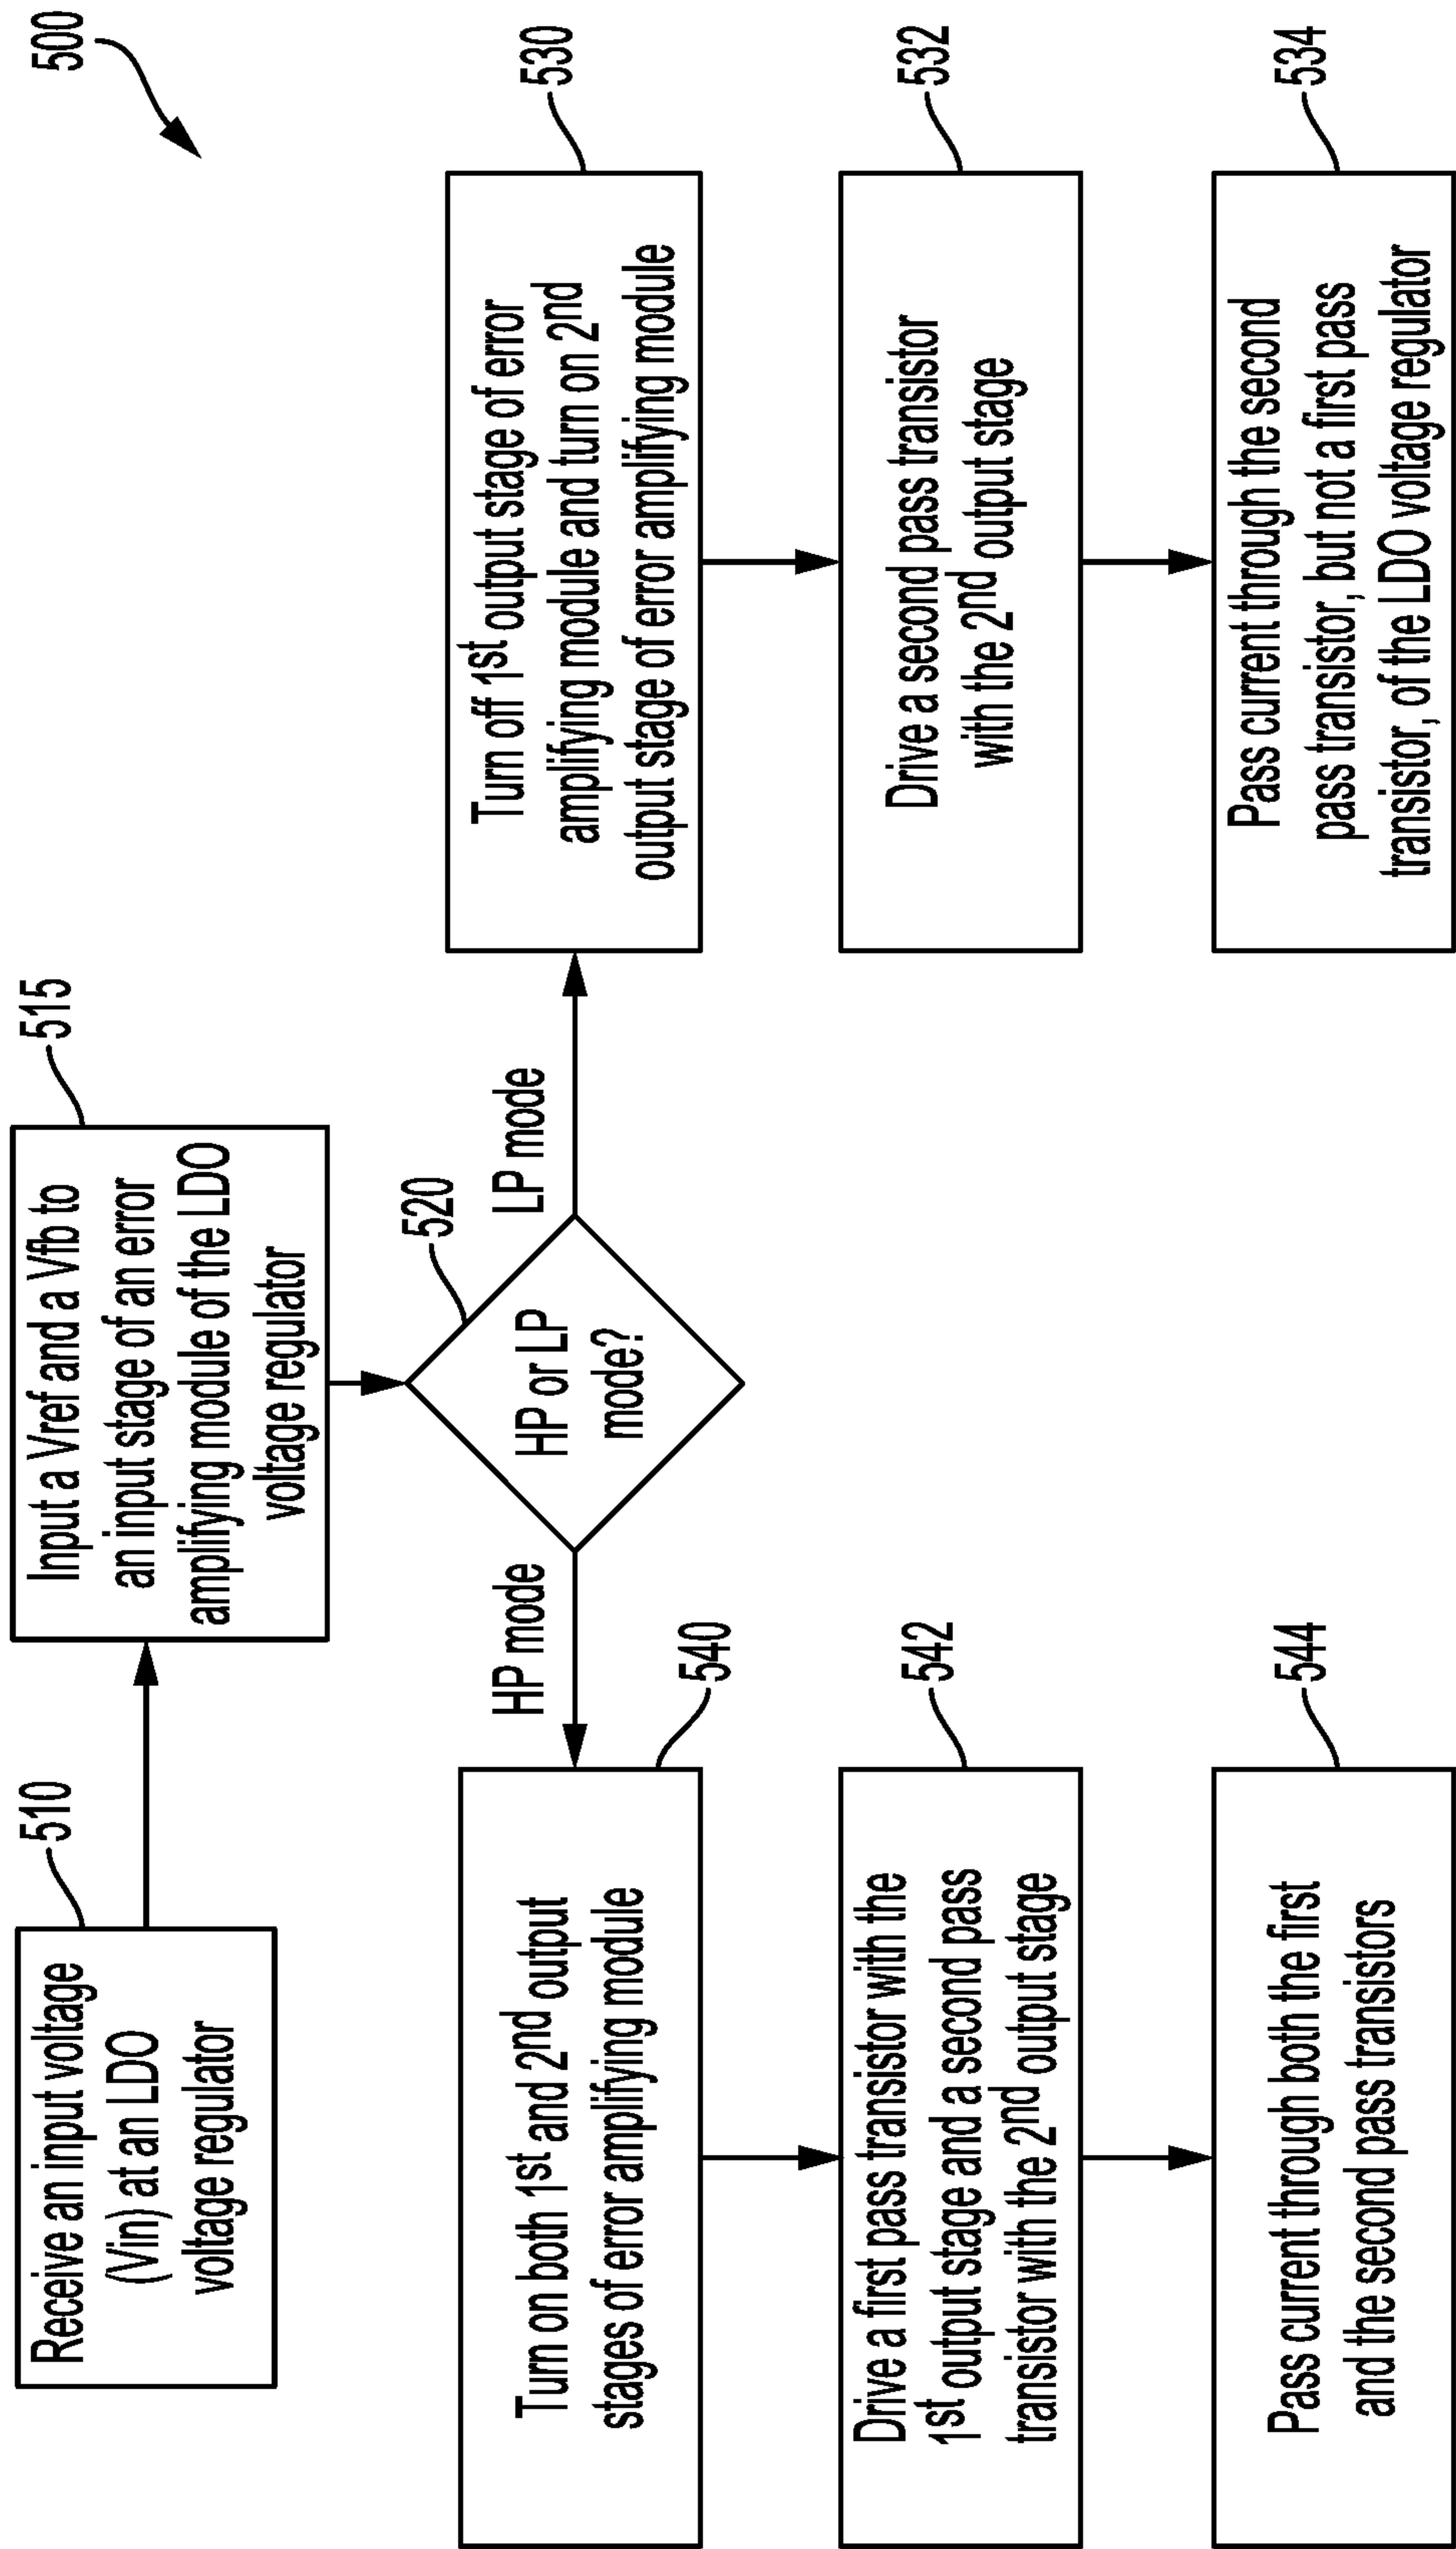 500
510
Receive an input voltage
(Vin) at an LDO
voltage regulator
515
Input a Vref and a Vfb to
an input stage of an error
amplifying module of the LDO
voltage regulator
520
HP or LP
mode?
HP mode
LP mode
540
Turn on both 1st and 2nd output
stages of error amplifying module
542
Drive a first pass transistor with the
1st output stage and a second pass
transistor with the 2nd output stage
544
Pass current through both the first
and the second pass transistors
530
Turn off 1st output stage of error
amplifying module and turn on 2nd
output stage of error amplifying module
532
Drive a second pass transistor
with the 2nd output stage
534
Pass current through the second
pass transistor, but not a first pass
transistor, of the LDO voltage regulator